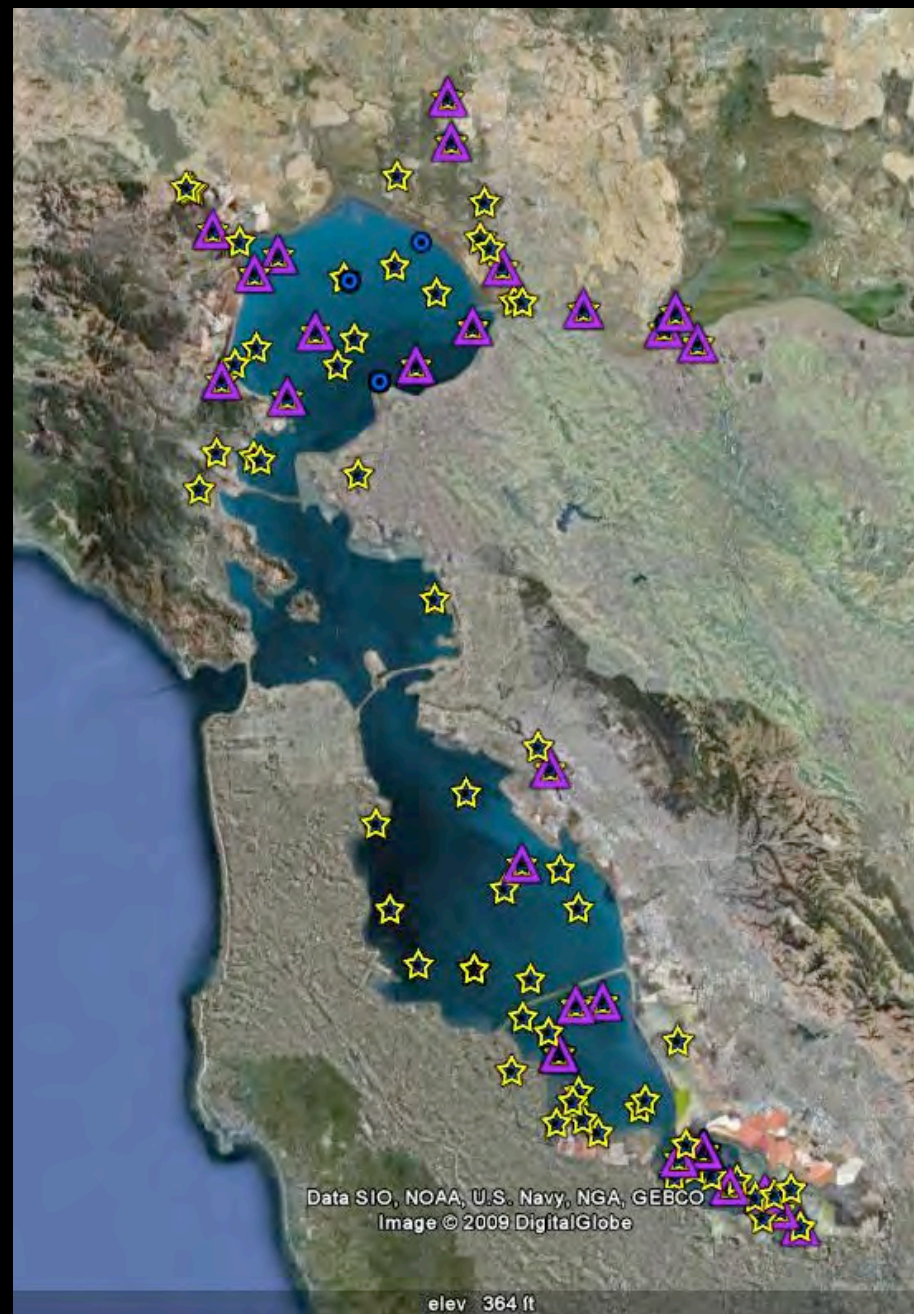 Data SIO, NOAA, U.S. Navy, NGA, GEBCO
Image © 2009 DigitalGlobe
elev 364 ft